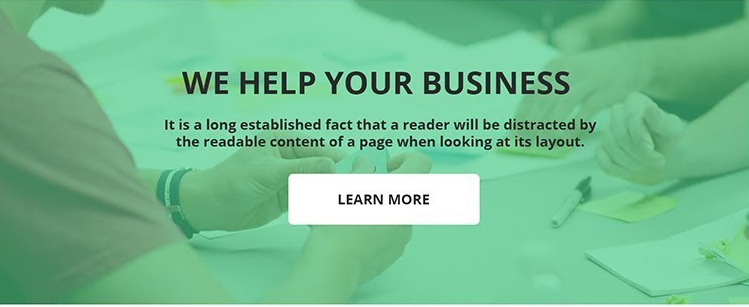 WE HELP YOUR BUSINESS
It is a long established fact that a reader will be distracted by
the readable content of a page when looking at its layout.
LEARN MORE